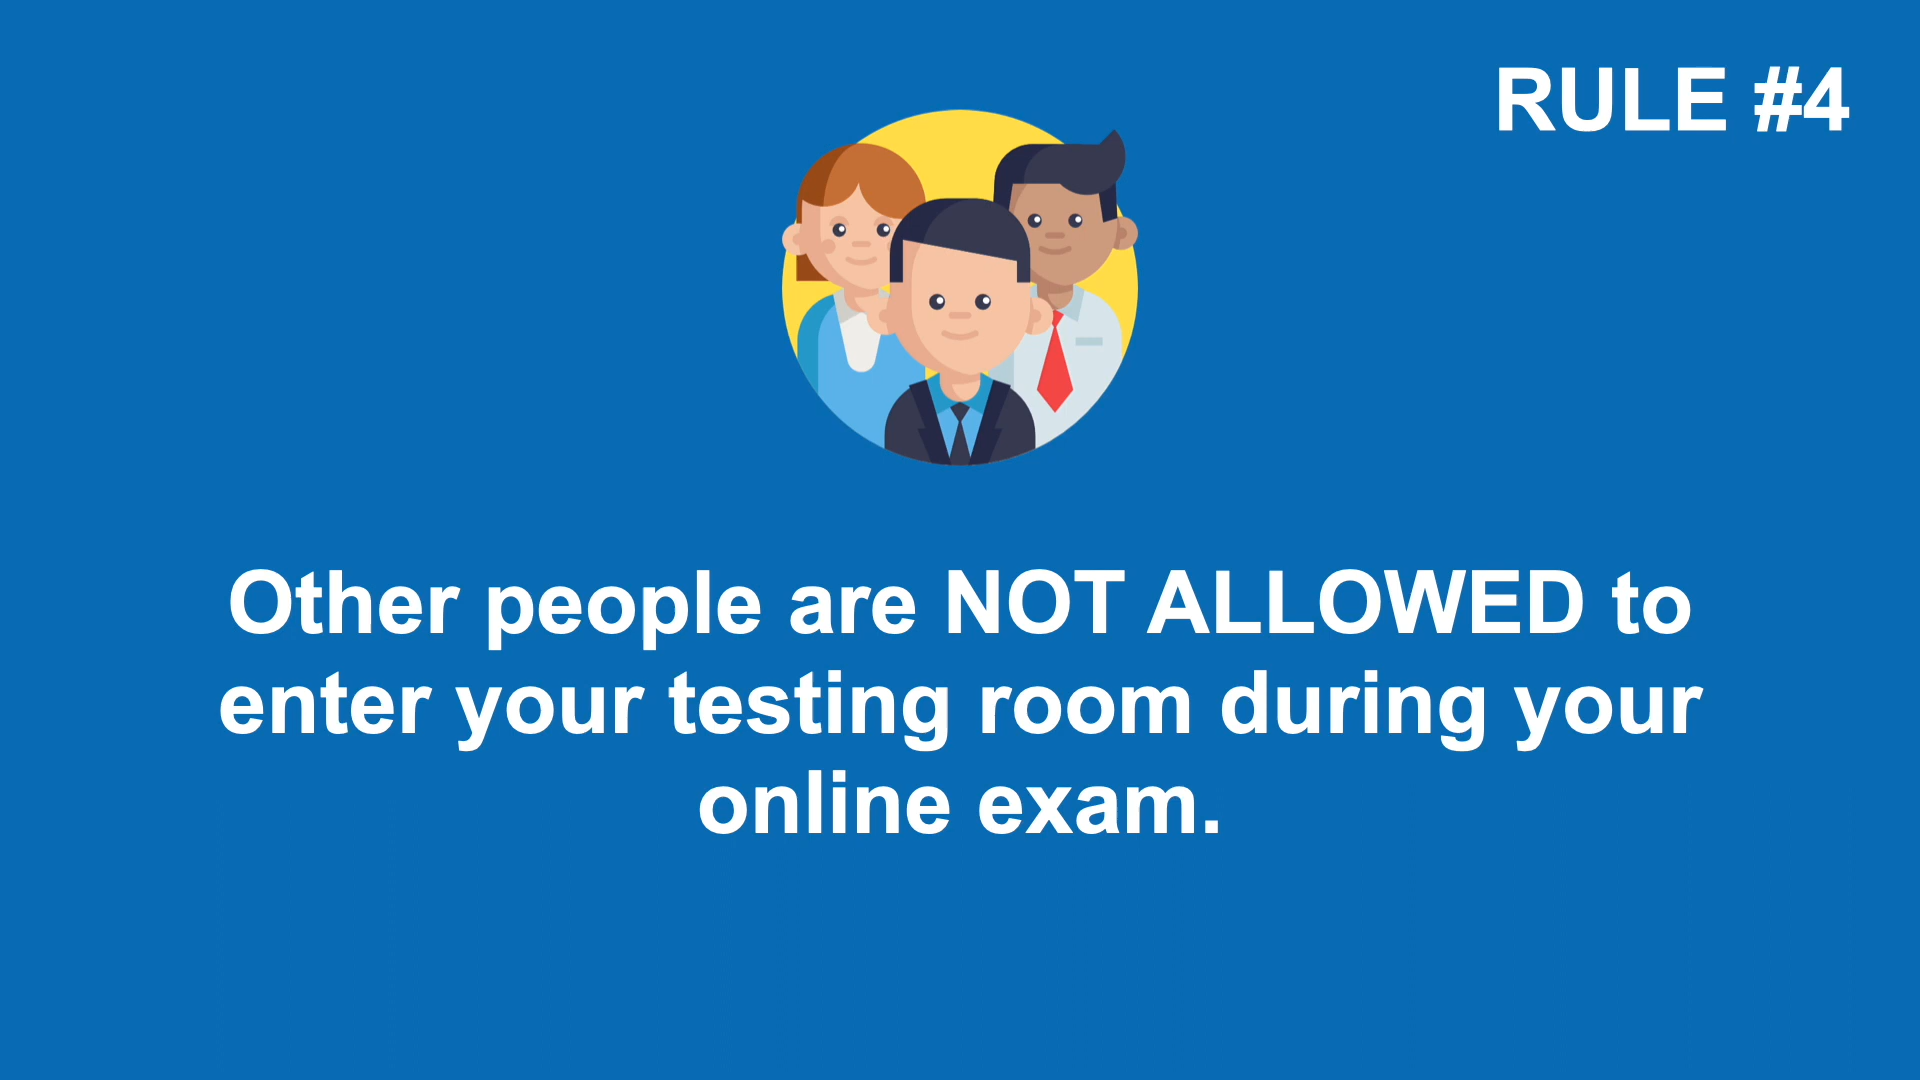 RULE #4
Other people are NOT ALLOWED to
enter your testing room during your
online exam.